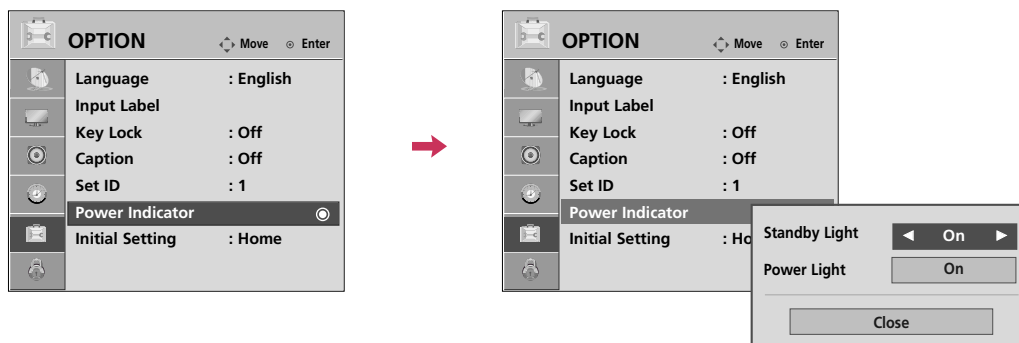 OPTION Move Enter
Language : English
Input Label
Key Lock : Off
Caption : Off
Set ID : 1
Power Indicator
Initial Setting : Home
OPTION Move Enter
Language : English
Input Label
Key Lock : Off
Caption : Off
Set ID : 1
Power Indicator
Initial Setting : Ho
Standby Light ◀ On ▶
Power Light On
Close